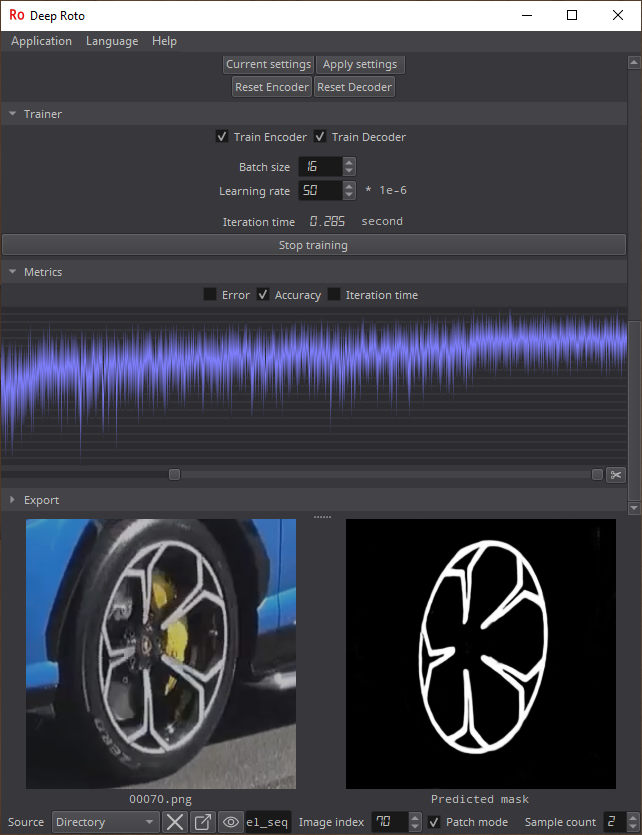 Ro Deep Roto
Application Language Help
Current settings Apply settings
Reset Encoder Reset Decoder
Trainer
Train Encoder Train Decoder
Batch size 16
Learning rate 50 * 1e-6
Iteration time 0.285 second
Stop training
Metrics
Error Accuracy Iteration time
Export
ZERO
00070.png Predicted mask
Source Directory el_seq Image index 70 Patch mode Sample count 2